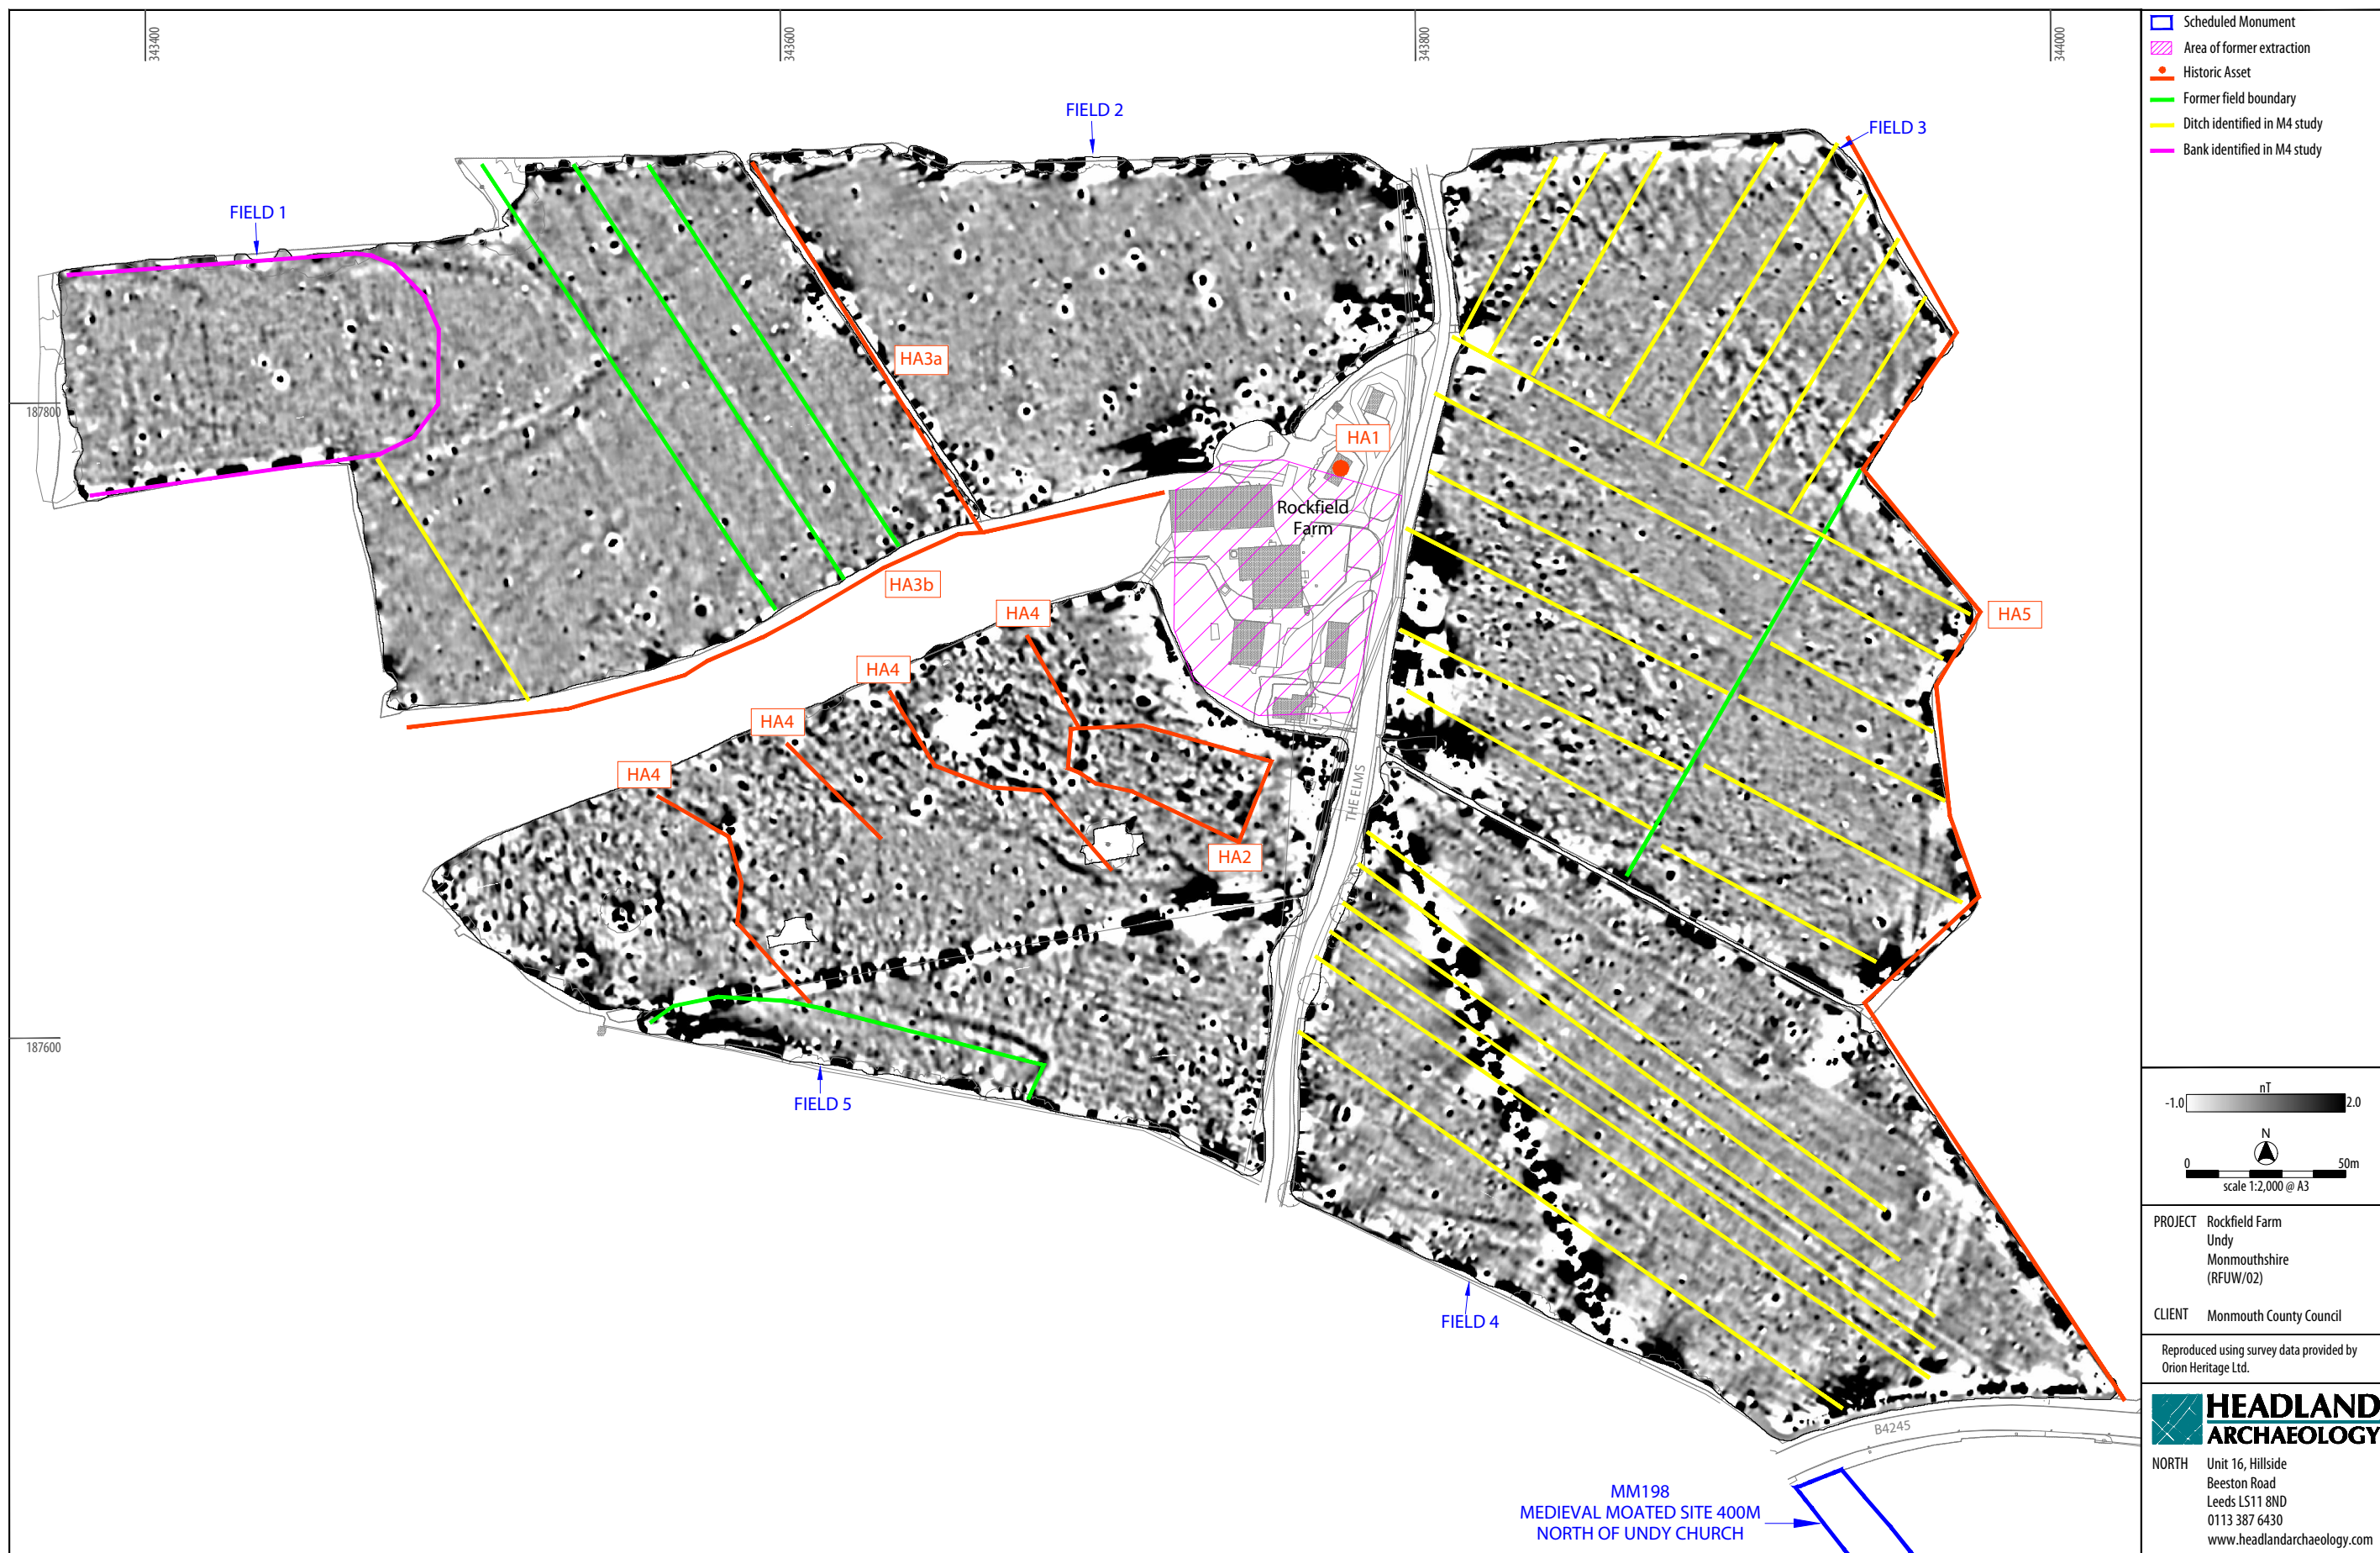 343400
343600
343800
344000
FIELD 1
FIELD 2
FIELD 3
187800
HA3a
HA1
Rockfield
Farm
HA3b
HA4
HA4
HA4
HA4
HA5
HA2
THE ELMS
187600
FIELD 5
FIELD 4
B4245
MM198
MEDIEVAL MOATED SITE 400M
NORTH OF UNDY CHURCH
Scheduled Monument
Area of former extraction
Historic Asset
Former field boundary
Ditch identified in M4 study
Bank identified in M4 study
nT
-1.0 2.0
N
0 50m
scale 1:2,000 @ A3
PROJECT Rockfield Farm
Undy
Monmouthshire
(RFUW/02)
CLIENT Monmouth County Council
Reproduced using survey data provided by
Orion Heritage Ltd.
HEADLAND
ARCHAEOLOGY
NORTH Unit 16, Hillside
Beeston Road
Leeds LS11 8ND
0113 387 6430
www.headlandarchaeology.com